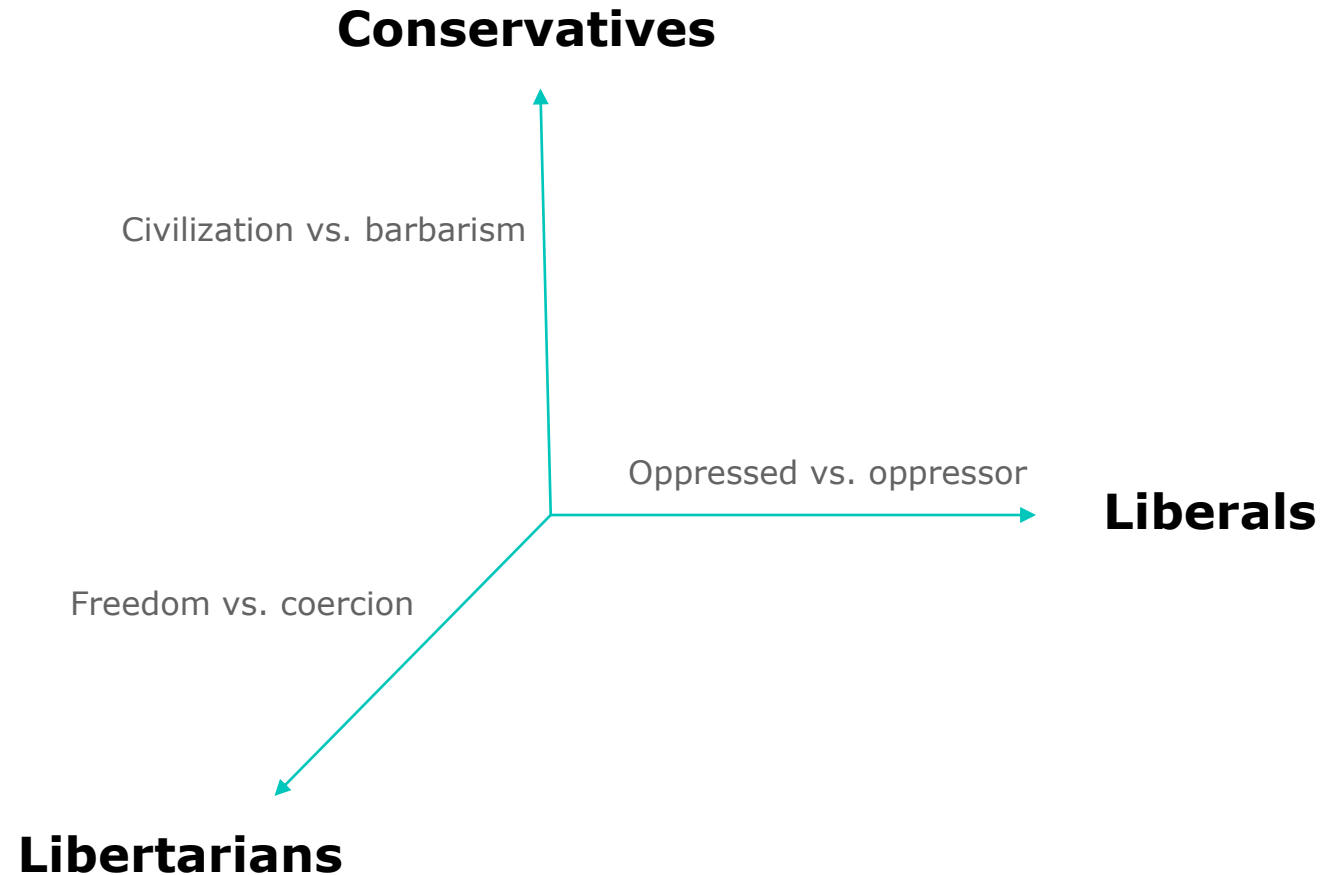 Conservatives
Civilization vs. barbarism
Oppressed vs. oppressor
Liberals
Freedom vs. coercion
Libertarians